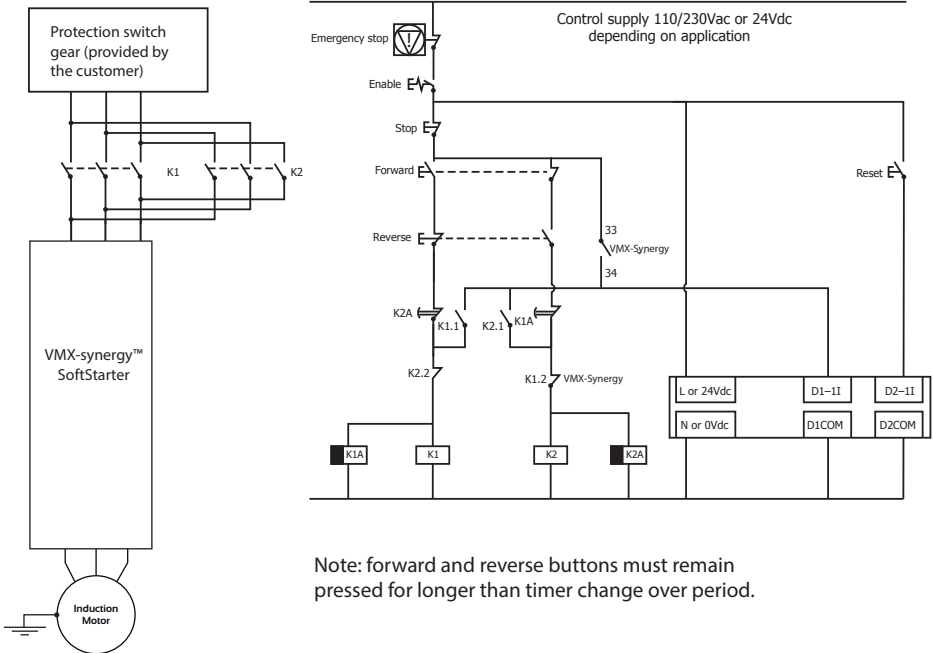 Protection switch
gear (provided by
the customer)
K1
K2
VMX-synergy™
SoftStarter
Induction
Motor
Control supply 110/230Vac or 24Vdc
depending on application
Emergency stop
Enable
Stop
Forward
Reset
Reverse
33
VMX-Synergy
34
K2A
K1.1
K2.1
K1A
K2.2
K1.2
VMX-Synergy
L or 24Vdc
D1–1I
D2–1I
N or 0Vdc
D1COM
D2COM
K1A
K1
K2
K2A
Note: forward and reverse buttons must remain
pressed for longer than timer change over period.